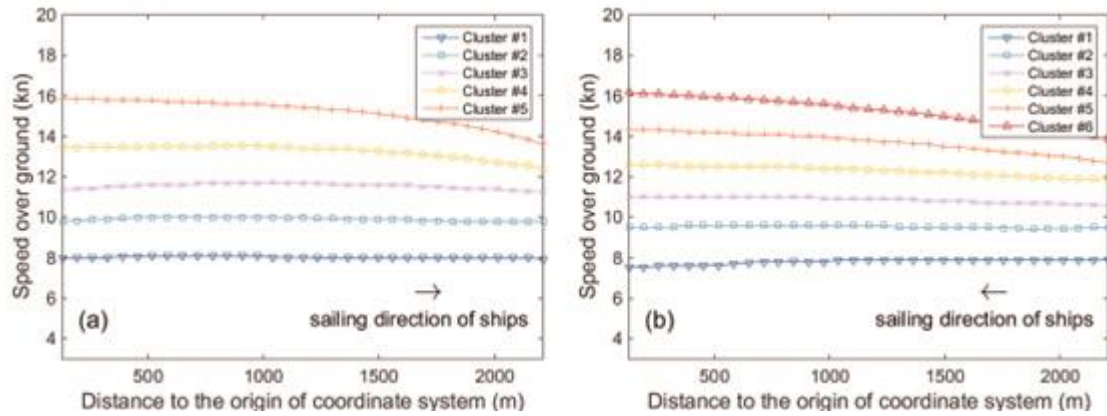 20
18
16
14
12
10
8
6
4
Speed over ground (kn)
Cluster #1
Cluster #2
Cluster #3
Cluster #4
Cluster #5
(a)
→
sailing direction of ships
500 1000 1500 2000
Distance to the origin of coordinate system (m)
20
18
16
14
12
10
8
6
4
Speed over ground (kn)
Cluster #1
Cluster #2
Cluster #3
Cluster #4
Cluster #5
Cluster #6
(b)
←
sailing direction of ships
500 1000 1500 2000
Distance to the origin of coordinate system (m)